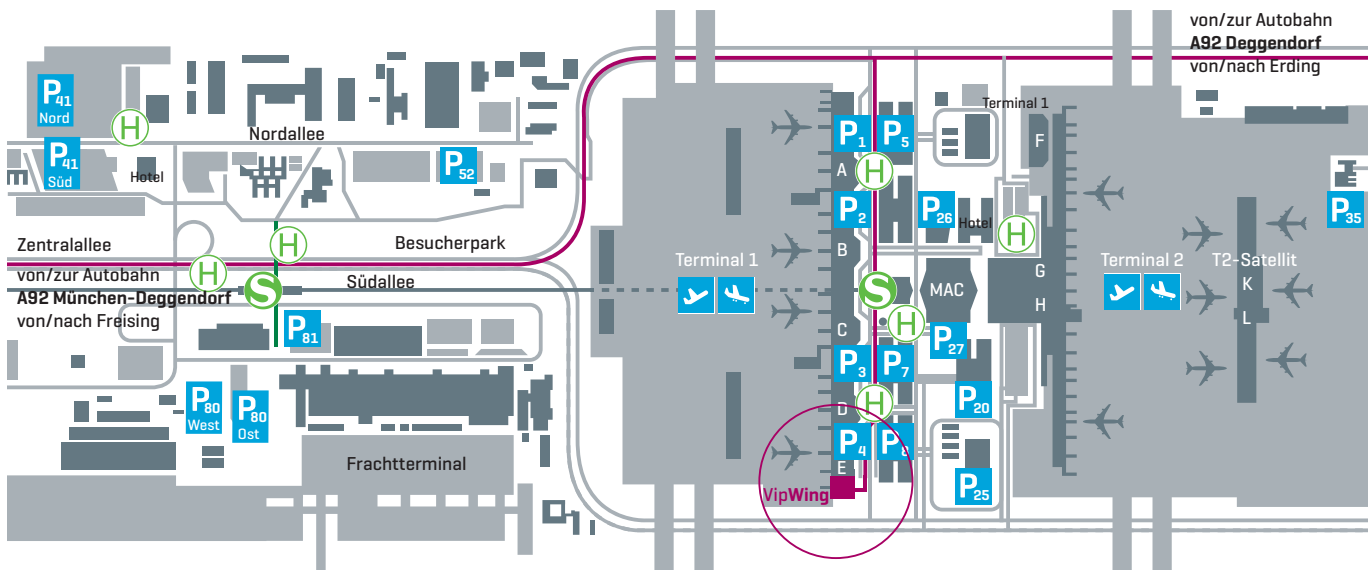 von/zur Autobahn
A92 Deggendorf
von/nach Erding
P41
Nord
H
Nordallee
P41
Süd
Hotel
P52
Zentralallee
Besucherpark
H
H
von/zur Autobahn
A92 München-Deggendorf
von/nach Freising
S
Südallee
P81
P80
West
P80
Ost
Frachtterminal
Terminal 1
P1
P5
A
H
P2
P26
B
Hotel
H
Terminal 1
F
S
MAC
G
H
C
H
P27
P3
P7
D
H
P20
P4
P8
E
VipWing
P25
Terminal 2
T2-Satellit
K
L
P35